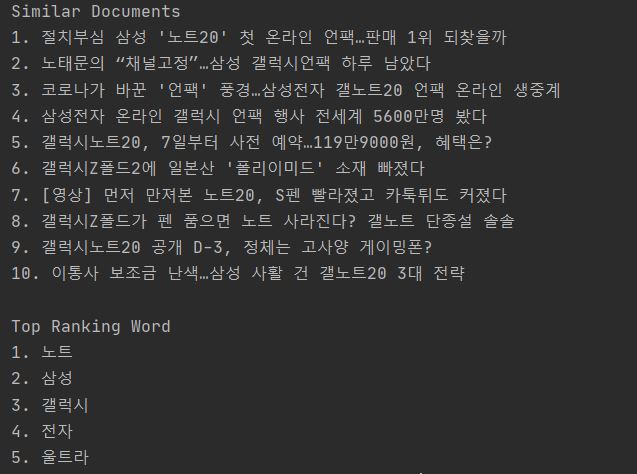 Similar Documents
1. 절치부심 삼성 '노트20' 첫 온라인 언팩…판매 1위 되찾을까
2. 노태문의 “채널고정”…삼성 갤럭시언팩 하루 남았다
3. 코로나가 바꾼 '언팩' 풍경…삼성전자 갤노트20 언팩 온라인 생중계
4. 삼성전자 온라인 갤럭시 언팩 행사 전세계 5600만명 봤다
5. 갤럭시노트20, 7일부터 사전 예약…119만9000원, 혜택은?
6. 갤럭시Z폴드2에 일본산 '폴리이미드' 소재 빠졌다
7. [영상] 먼저 만져본 노트20, S펜 빨라졌고 카툭튀도 커졌다
8. 갤럭시Z폴드가 펜 품으면 노트 사라진다? 갤노트 단종설 솔솔
9. 갤럭시노트20 공개 D-3, 정체는 고사양 게이밍폰?
10. 이통사 보조금 난색…삼성 사활 건 갤노트20 3대 전략
Top Ranking Word
1. 노트
2. 삼성
3. 갤럭시
4. 전자
5. 울트라